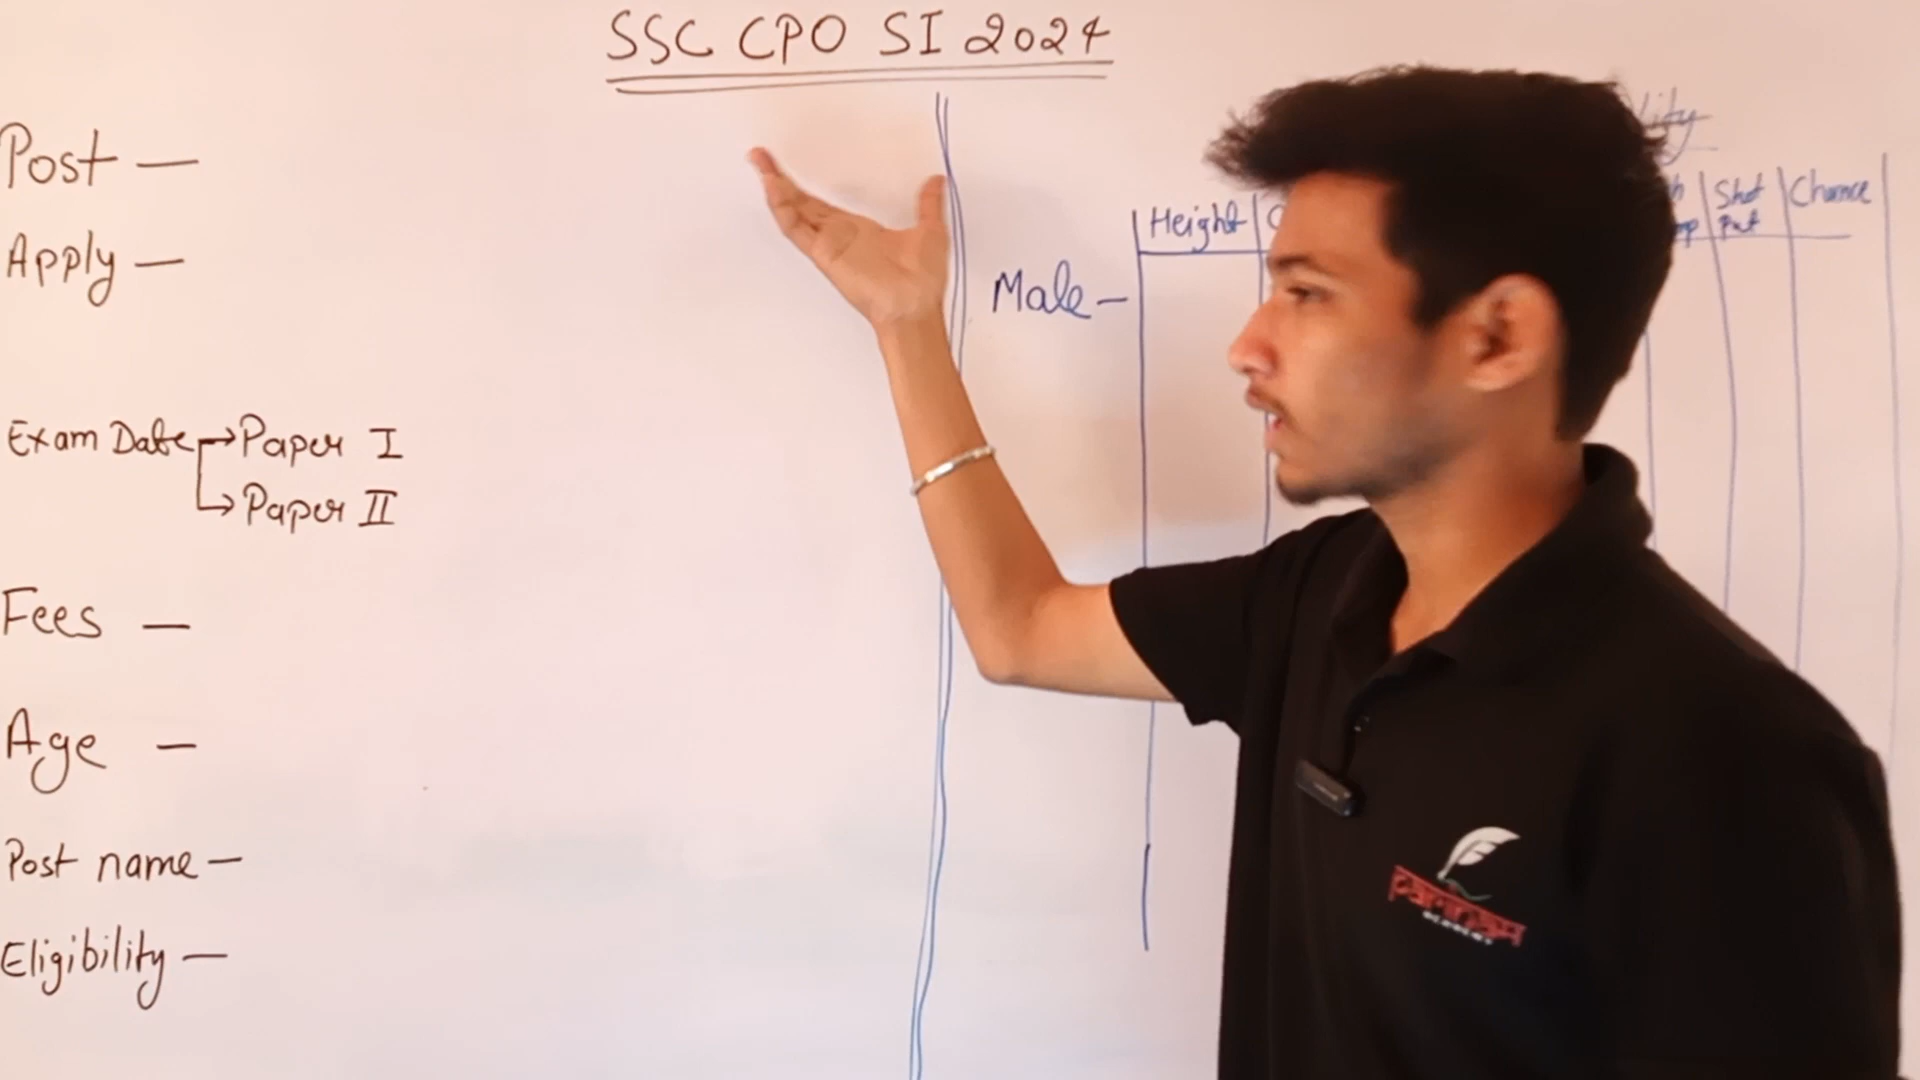 SSC CPO SI 2024
Post —
Apply —
Exam Date → Paper I
→ Paper II
Fees —
Age —
Post name —
Eligibility —
Height
Shot Put
Chance
Male —